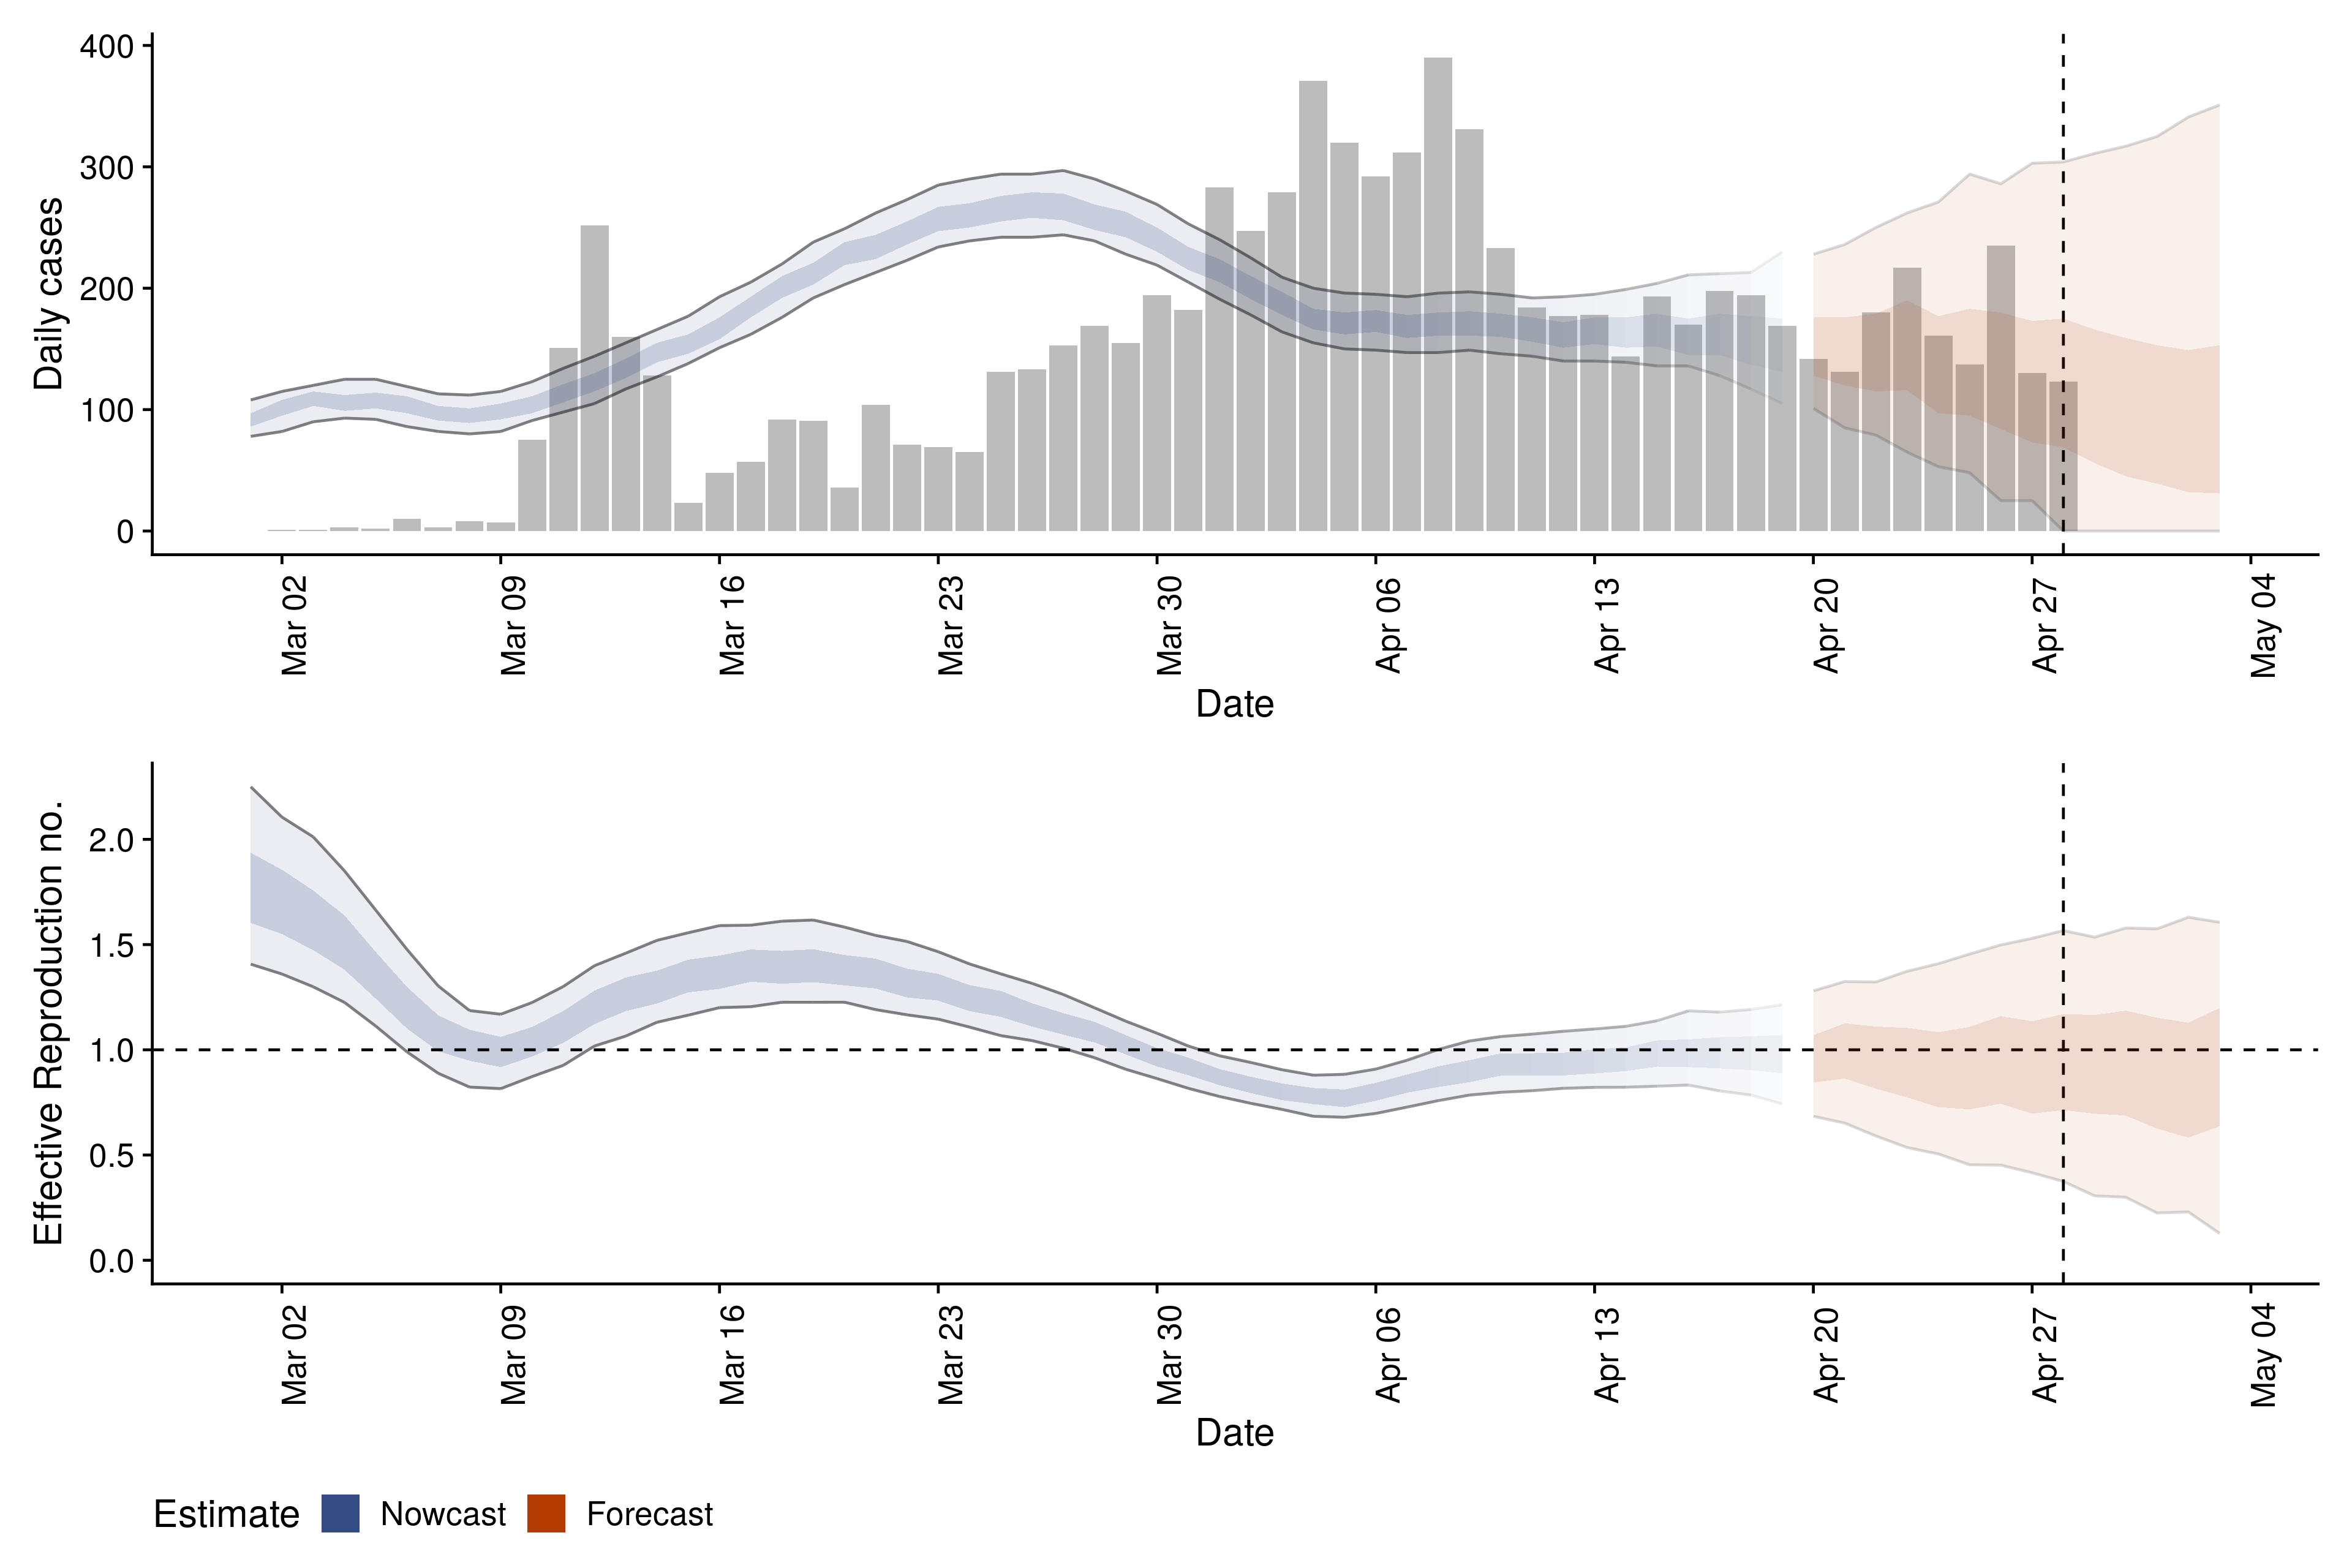 Daily cases
400
300
200
100
0
Mar 02
Mar 09
Mar 16
Mar 23
Mar 30
Apr 06
Apr 13
Apr 20
Apr 27
May 04
Date
Effective Reproduction no.
2.0
1.5
1.0
0.5
0.0
Mar 02
Mar 09
Mar 16
Mar 23
Mar 30
Apr 06
Apr 13
Apr 20
Apr 27
May 04
Date
Estimate Nowcast Forecast